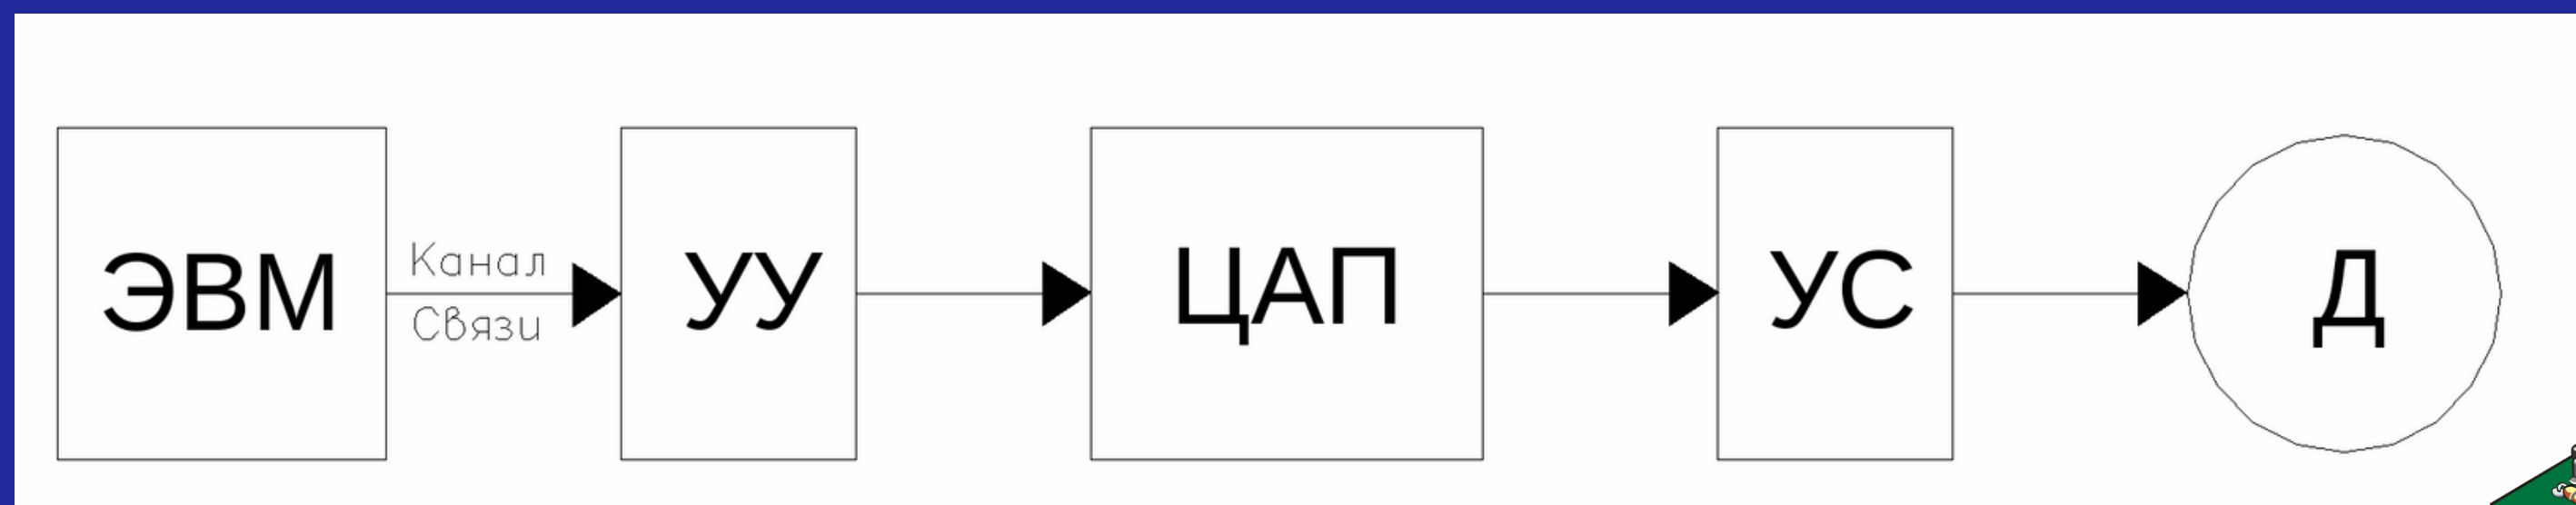 ЭВМ
Канал
Связи
УУ
ЦАП
УС
Д